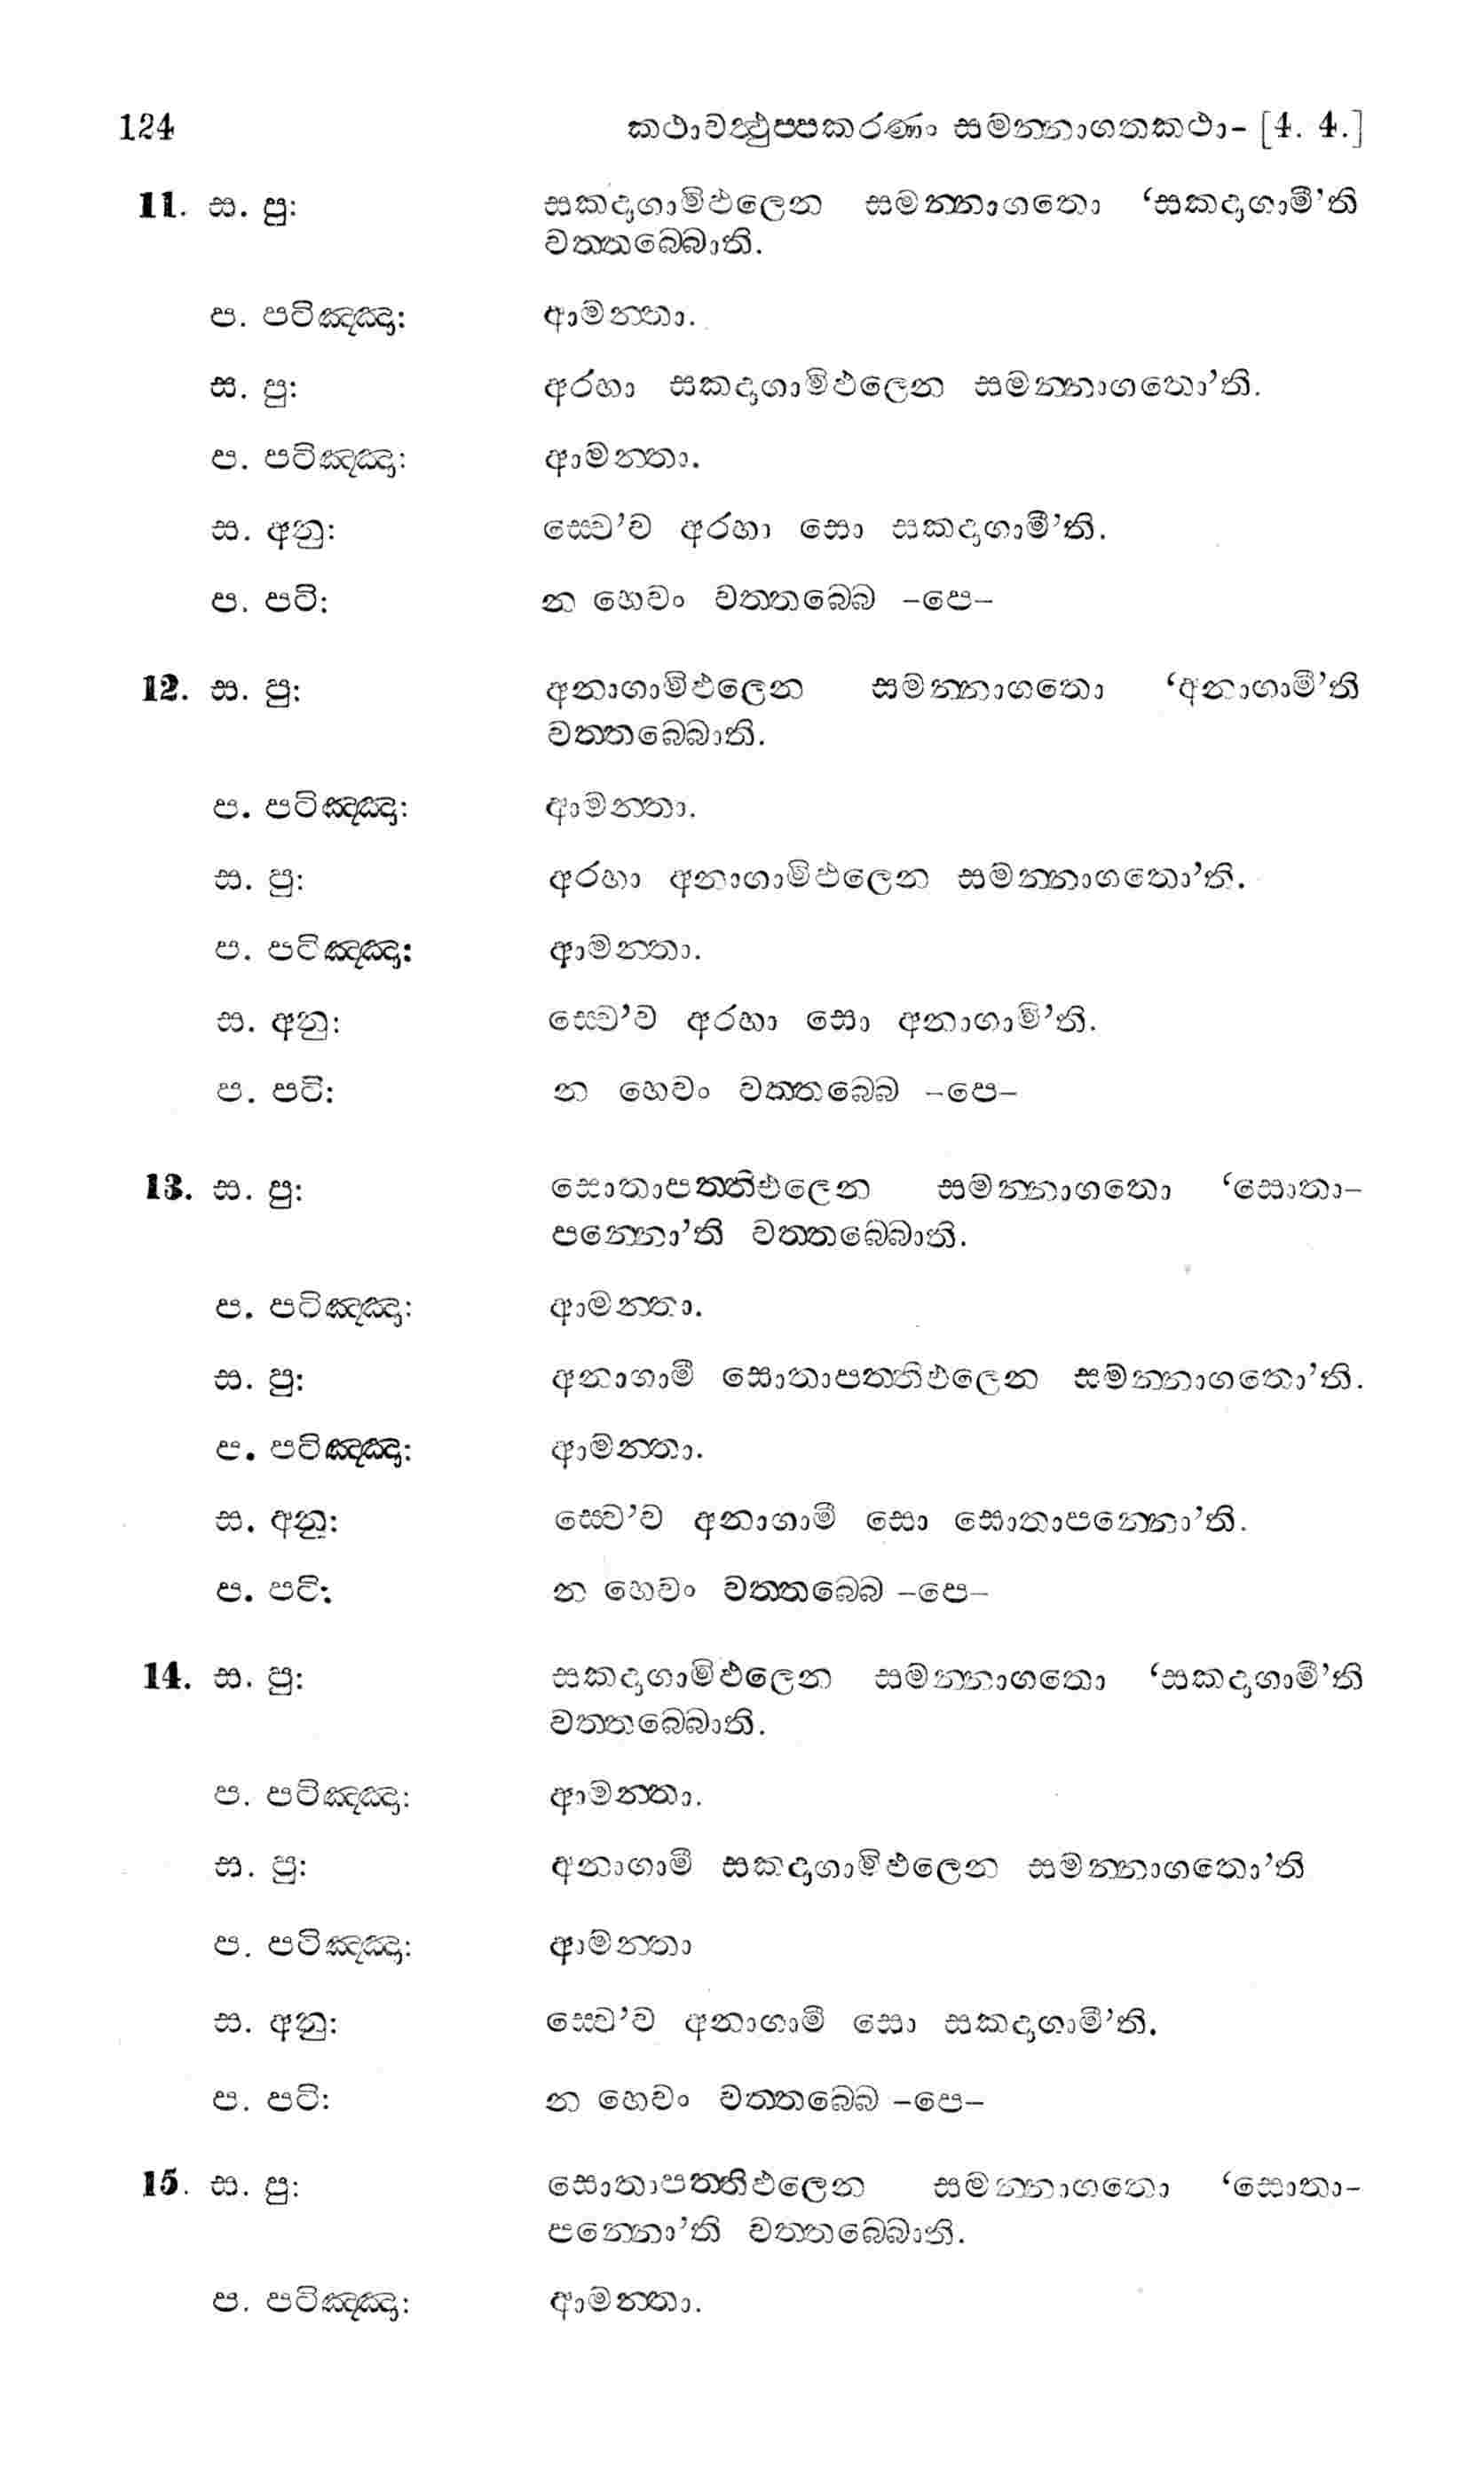 124 කථාවත්‍ථුප්පකරණං සමන්නාගතකථා- [4. 4.]
11. ස. පු: සකදාගාමිඵලෙන සමන්නාගතො ‘සකදාගාමී’ති
වත්තබ්බොති.
ප. පටිඤ්ඤා: ආමන්තා.
ස. පු: අරහා සකදාගාමිඵලෙන සමන්නාගතො’ති.
ප. පටිඤ්ඤා: ආමන්තා.
ස. අනු: ස්වේ’ව අරහා සො සකදාගාමී’ති.
ප. පටි: න හෙවං වත්තබ්බෙ -පෙ-
12. ස. පු: අනාගාමිඵලෙන සමන්නාගතො ‘අනාගාමී’ති
වත්තබ්බොති.
ප. පටිඤ්ඤා: ආමන්තා.
ස. පු: අරහා අනාගාමිඵලෙන සමන්නාගතො’ති.
ප. පටිඤ්ඤා: ආමන්තා.
ස. අනු: ස්වේ’ව අරහා සො අනාගාමි’ති.
ප. පටි: න හෙවං වත්තබ්බෙ -පෙ-
13. ස. පු: සොතාපත්තිඵලෙන සමන්නාගතො ‘සොතා-
පන්නො’ති වත්තබ්බොති.
ප. පටිඤ්ඤා: ආමන්තා.
ස. පු: අනාගාමී සොතාපත්තිඵලෙන සමන්නාගතො’ති.
ප. පටිඤ්ඤා: ආමන්තා.
ස. අනු: ස්වේ’ව අනාගාමී සො සොතාපන්නො’ති.
ප. පටි: න හෙවං වත්තබ්බෙ -පෙ-
14. ස. පු: සකදාගාමිඵලෙන සමන්නාගතො ‘සකදාගාමී’ති
වත්තබ්බොති.
ප. පටිඤ්ඤා: ආමන්තා.
ස. පු: අනාගාමී සකදාගාමිඵලෙන සමන්නාගතො’ති
ප. පටිඤ්ඤා: ආමන්තා
ස. අනු: ස්වේ’ව අනාගාමී සො සකදාගාමී’ති.
ප. පටි: න හෙවං වත්තබ්බෙ -පෙ-
15. ස. පු: සොතාපත්තිඵලෙන සමන්නාගතො ‘සොතා-
පන්නො’ති වත්තබ්බොති.
ප. පටිඤ්ඤා: ආමන්තා.